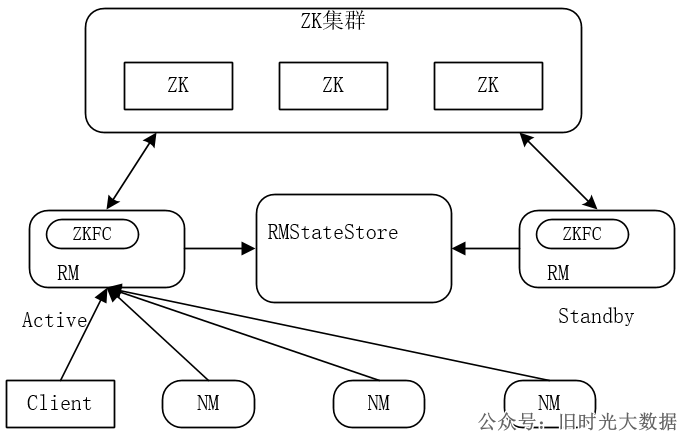 ZK集群
ZK
ZK
ZK
ZKFC
RM
RMStateStore
ZKFC
RM
Active
Standby
Client
NM
NM
NM
公众号：旧时光大数据